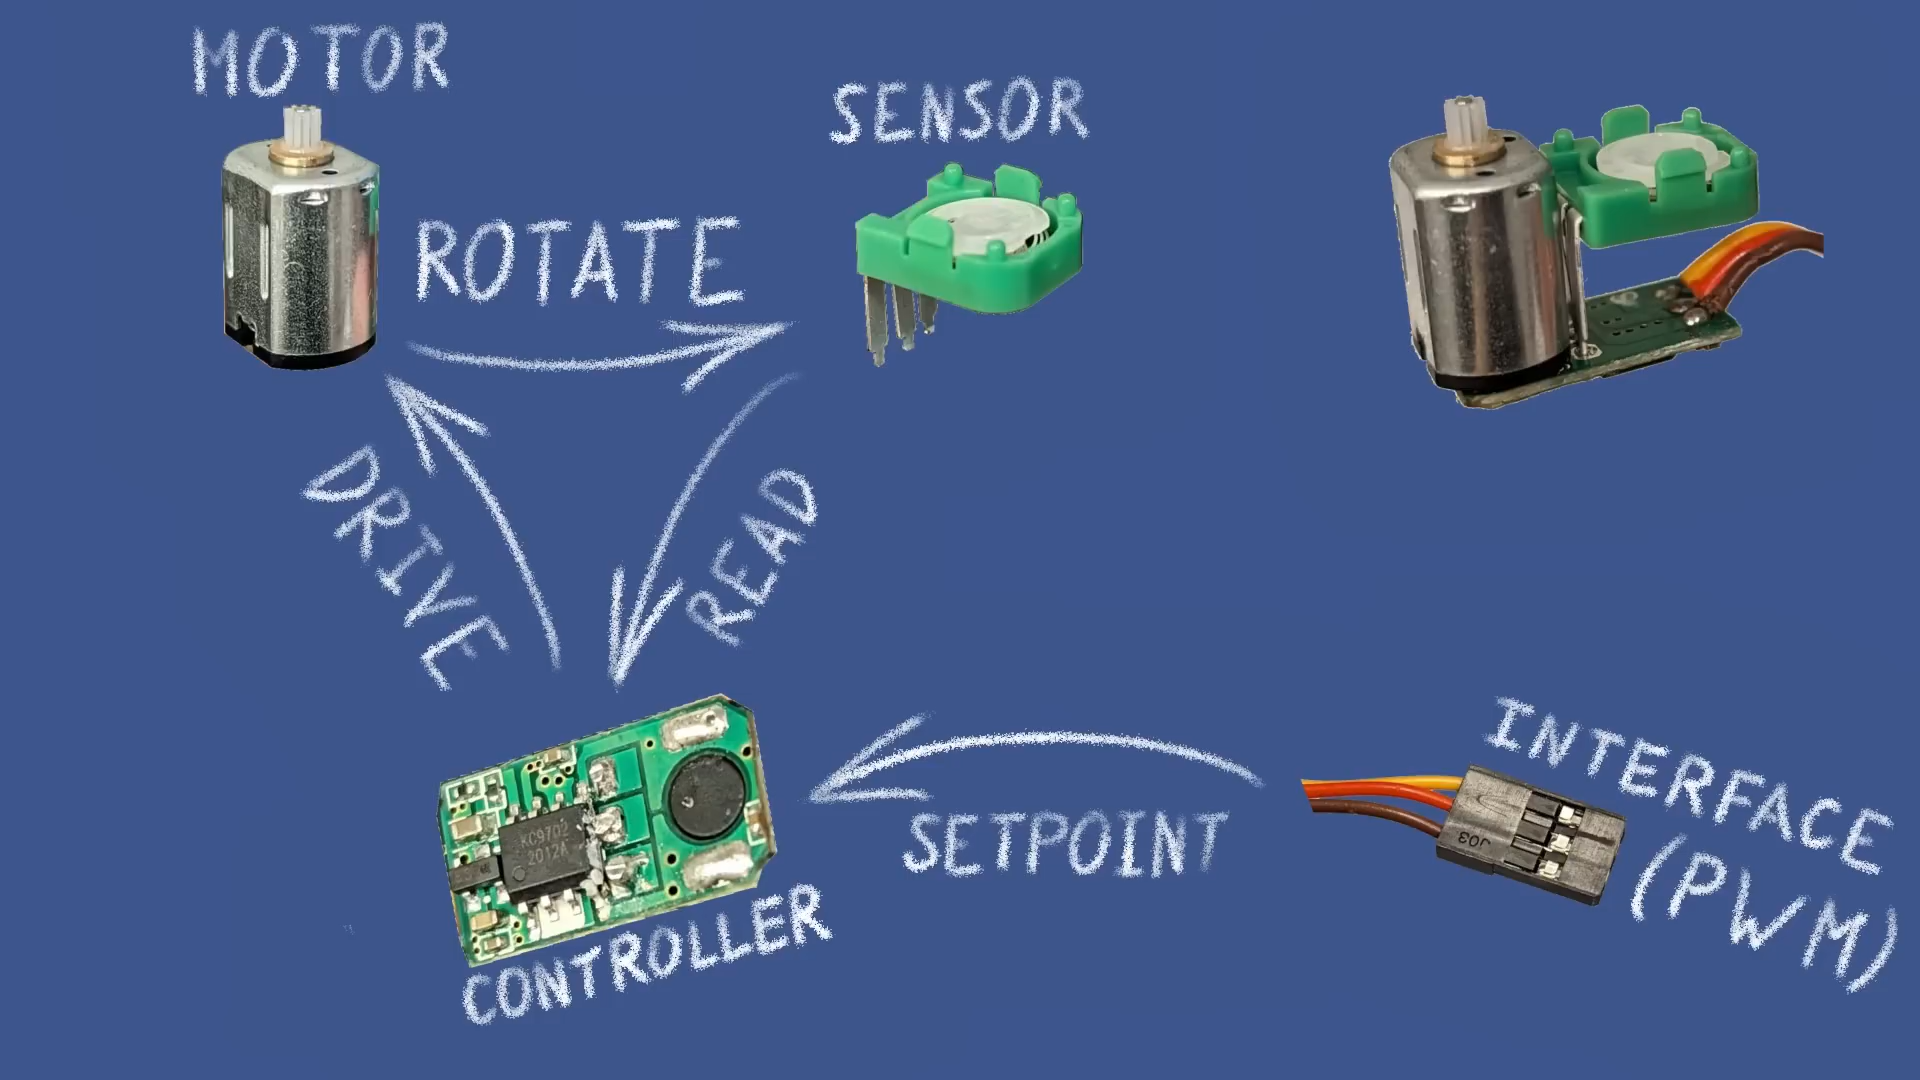 MOTOR
SENSOR
ROTATE
DRIVE
READ
INTERFACE
(PWM)
SETPOINT
J03
KC9702
2012A
CONTROLLER